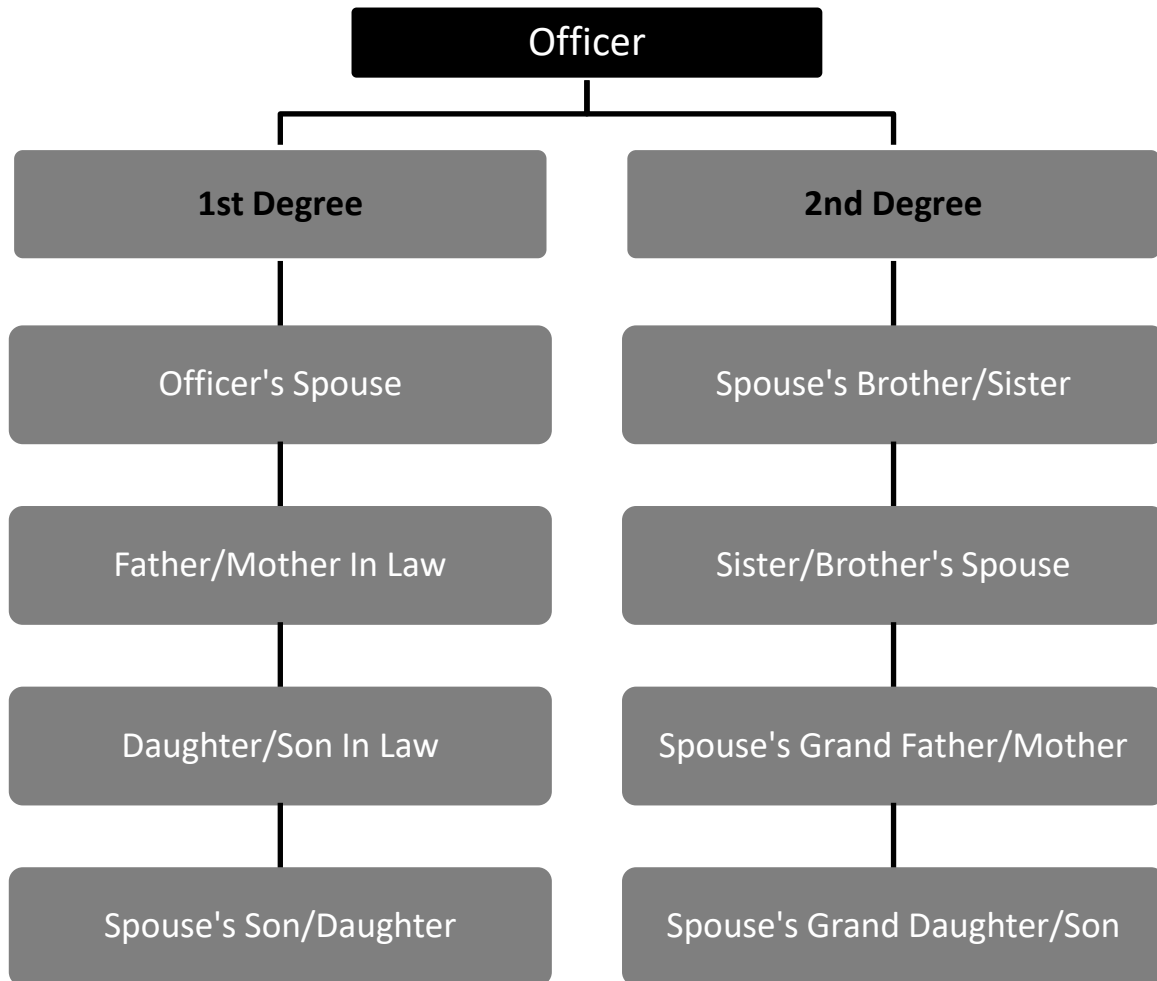 Officer
1st Degree
2nd Degree
Officer's Spouse
Spouse's Brother/Sister
Father/Mother In Law
Sister/Brother's Spouse
Daughter/Son In Law
Spouse's Grand Father/Mother
Spouse's Son/Daughter
Spouse's Grand Daughter/Son